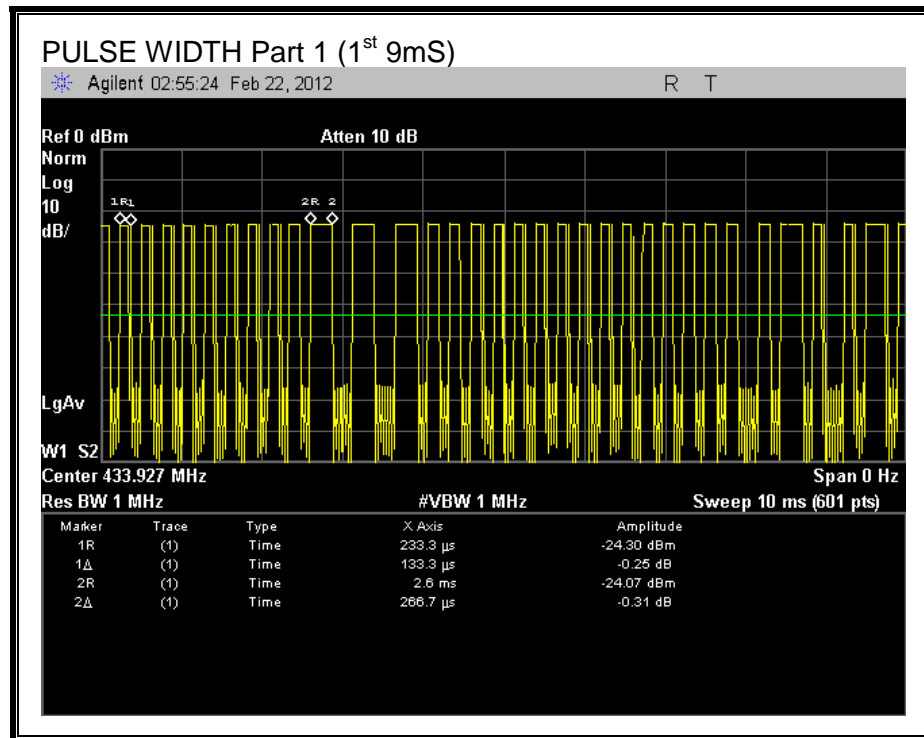 PULSE WIDTH Part 1 (1st 9mS)
Agilent 02:55:24 Feb 22, 2012 R T
Ref 0 dBm Atten 10 dB
Norm
Log
10
dB/
1R 1 2R 2
LgAv
W1 S2
Center 433.927 MHz Span 0 Hz
Res BW 1 MHz #VBW 1 MHz Sweep 10 ms (601 pts)
Marker Trace Type X Axis Amplitude
1R (1) Time 233.3 µs -24.30 dBm
1Δ (1) Time 133.3 µs -0.25 dB
2R (1) Time 2.6 ms -24.07 dBm
2Δ (1) Time 266.7 µs -0.31 dB